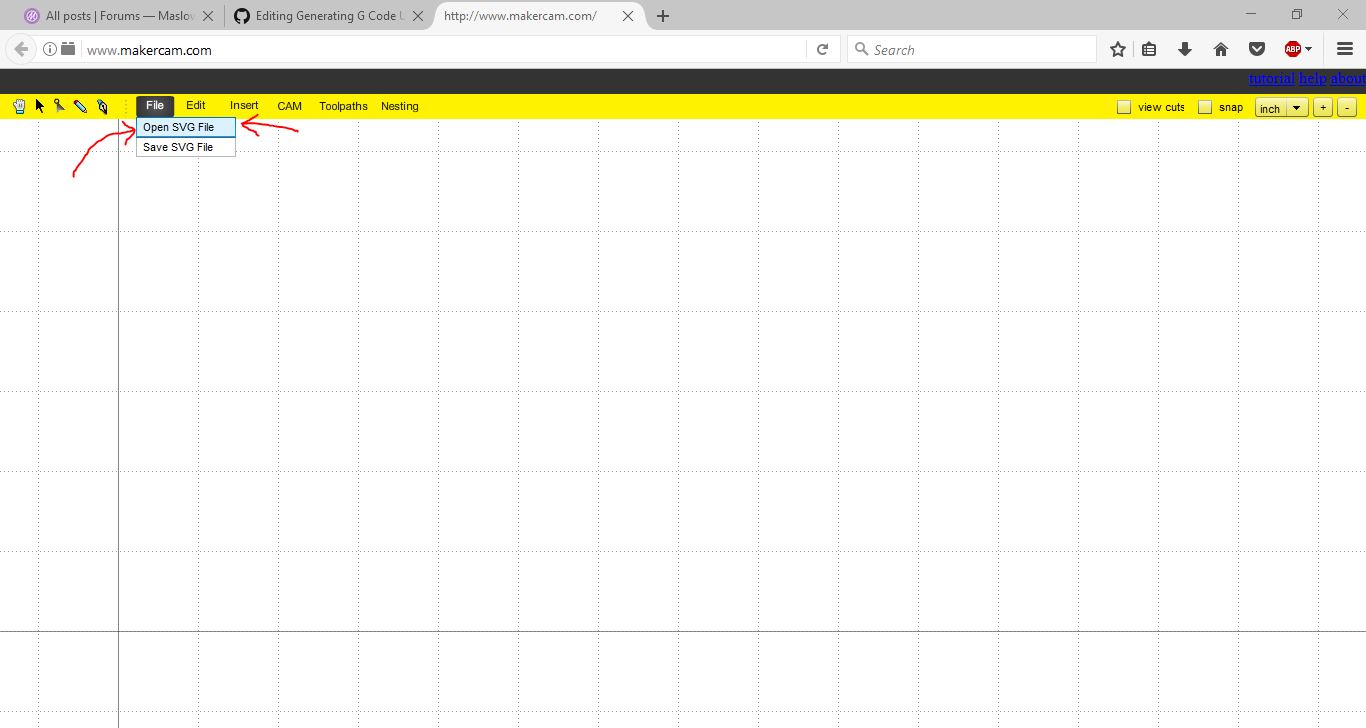 All posts | Forums — Maslov
Editing Generating G Code U
http://www.makercam.com/
www.makercam.com
Search
ABP
tutorial help about
File Edit Insert CAM Toolpaths Nesting
view cuts snap inch + -
Open SVG File
Save SVG File